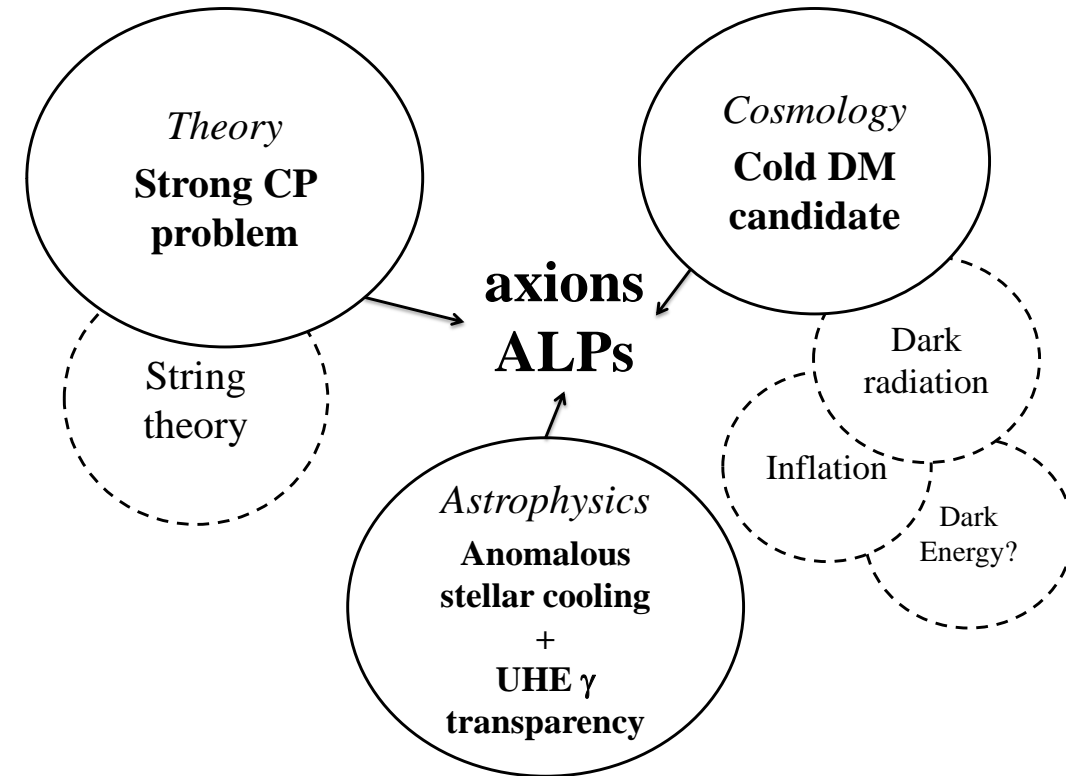 Theory
Strong CP
problem
Cosmology
Cold DM
candidate
axions
ALPs
String
theory
Dark
radiation
Inflation
Dark
Energy?
Astrophysics
Anomalous
stellar cooling
+
UHE γ
transparency